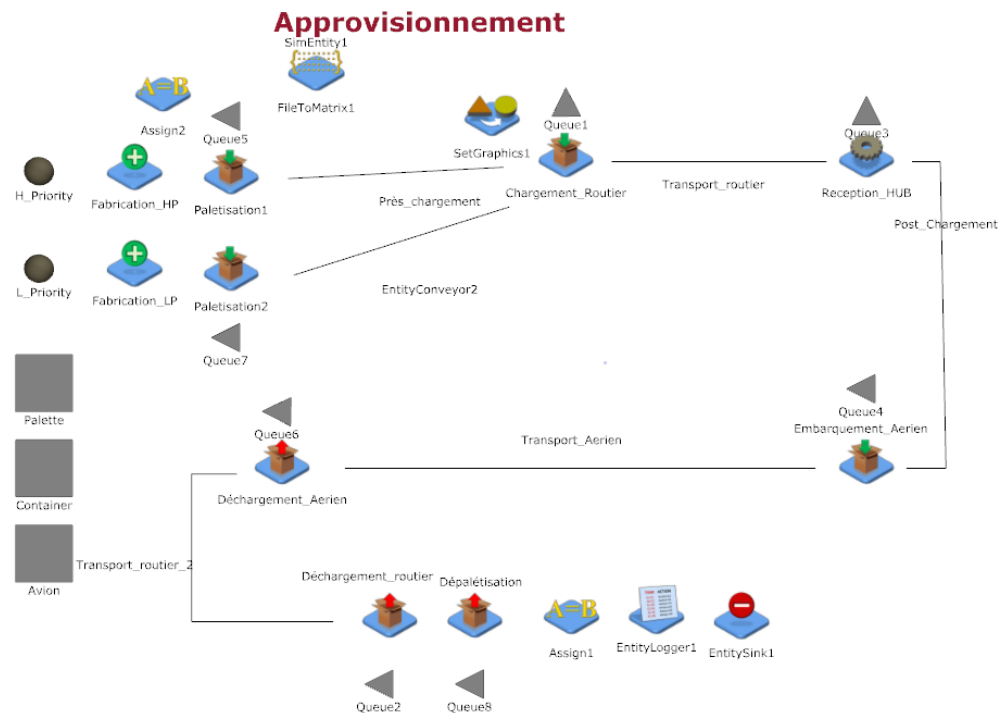 Approvisionnement
SimEntity1
A=B
FileToMatrix1
Assign2
Queue5
Queue1
Queue3
SetGraphics1
H_Priority
Fabrication_HP
Paletisation1
Près_chargement
Chargement_Routier
Transport_routier
Reception_HUB
Post_Chargement
L_Priority
Fabrication_LP
Paletisation2
EntityConveyor2
Queue7
Palette
Queue6
Transport_Aerien
Queue4
Embarquement_Aerien
Container
Déchargement_Aerien
Avion
Transport_routier_2
Déchargement_routier
Dépalétisation
A=B
Assign1
EntityLogger1
EntitySink1
Queue2
Queue8